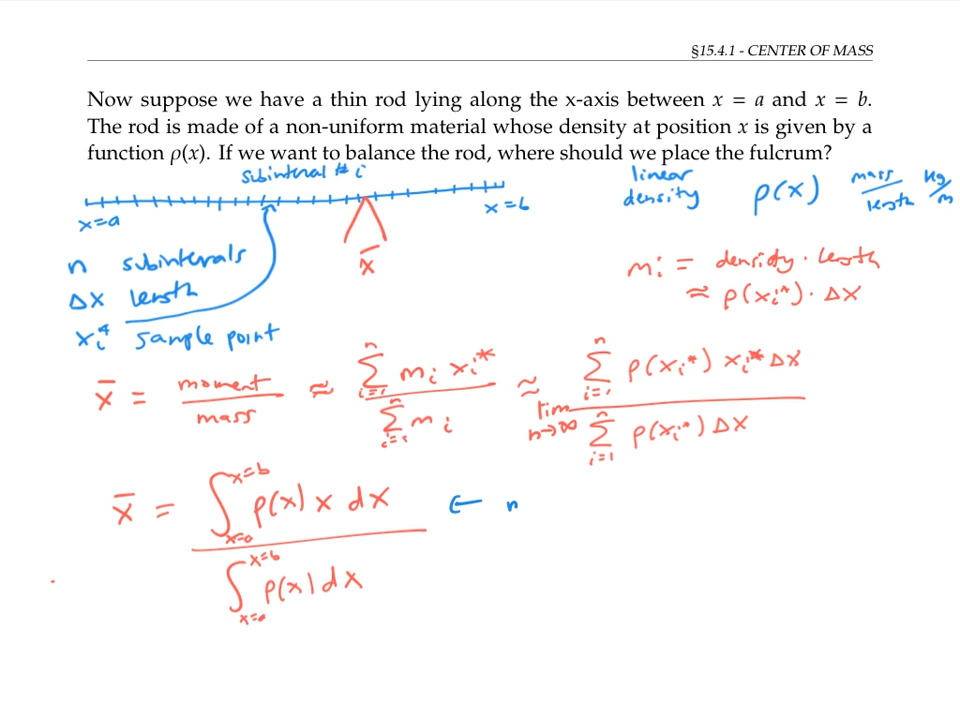 §15.4.1 - CENTER OF MASS
Now suppose we have a thin rod lying along the x-axis between x = a and x = b.
The rod is made of a non-uniform material whose density at position x is given by a
function ρ(x). If we want to balance the rod, where should we place the fulcrum?
subinterval # i
linear density ρ(x) mass/length kg/m
x=a x=b
x̄
n subintervals
Δx length
xᵢ* sample point
mᵢ = density · length
≈ ρ(xᵢ*) · Δx
x̄ = moment/mass ≈ ∑ᵢ₌₁ⁿ mᵢ xᵢ* / ∑ᵢ₌₁ⁿ mᵢ ≈ lim n→∞ ∑ᵢ₌₁ⁿ ρ(xᵢ*) xᵢ* Δx / ∑ᵢ₌₁ⁿ ρ(xᵢ*) Δx
x̄ = ∫ₓ₌ₐ^(x=b) ρ(x) x dx / ∫ₓ₌ₐ^(x=b) ρ(x) dx ← n